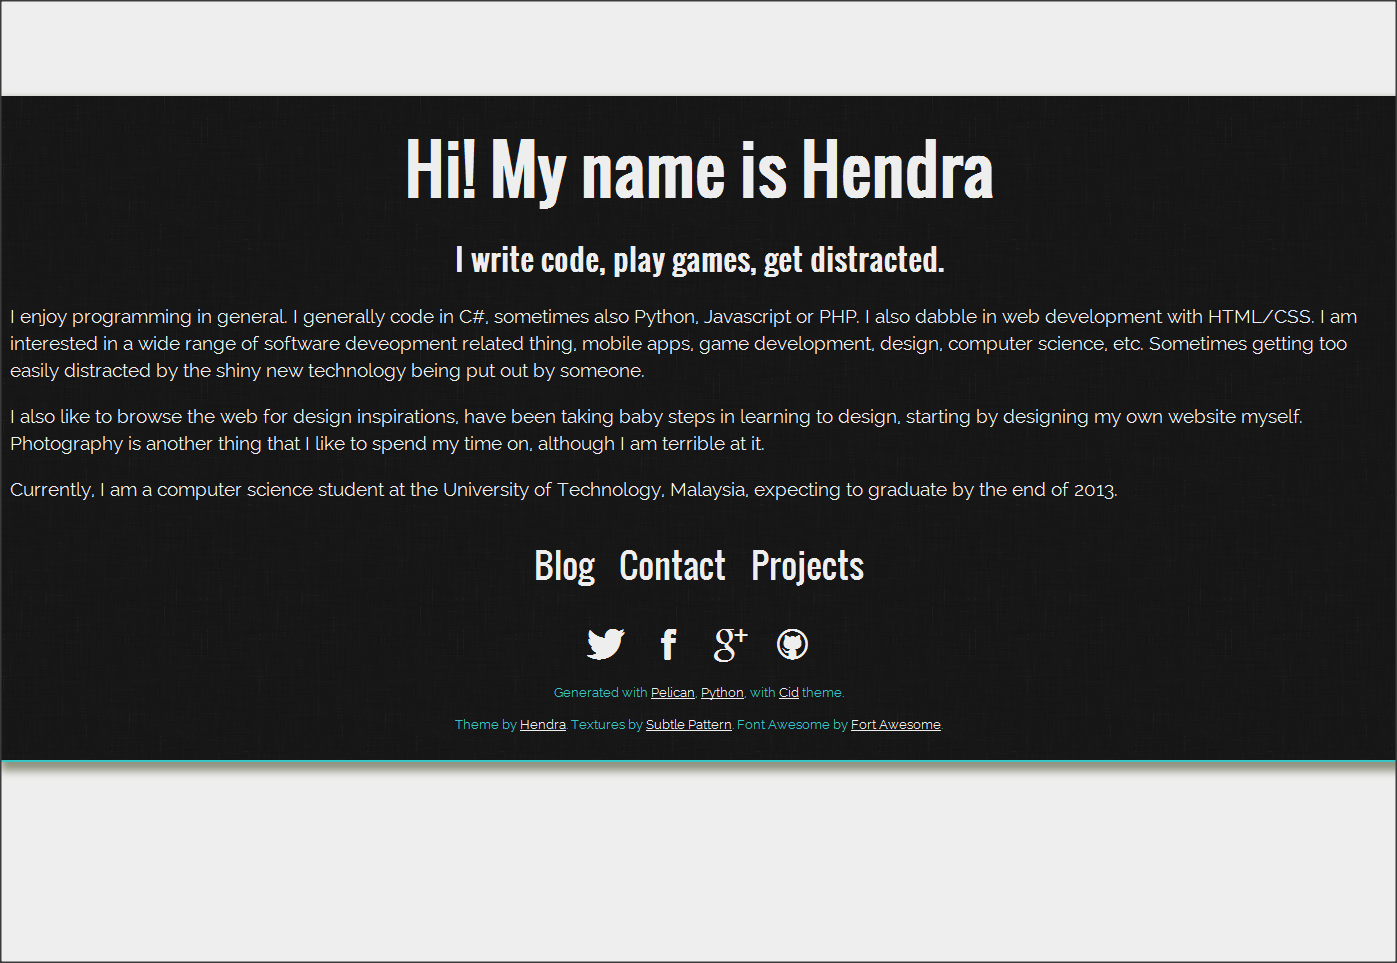 Hi! My name is Hendra
I write code, play games, get distracted.
I enjoy programming in general. I generally code in C#, sometimes also Python, Javascript or PHP. I also dabble in web development with HTML/CSS. I am
interested in a wide range of software deveopment related thing, mobile apps, game development, design, computer science, etc. Sometimes getting too
easily distracted by the shiny new technology being put out by someone.
I also like to browse the web for design inspirations, have been taking baby steps in learning to design, starting by designing my own website myself.
Photography is another thing that I like to spend my time on, although I am terrible at it.
Currently, I am a computer science student at the University of Technology, Malaysia, expecting to graduate by the end of 2013.
Blog Contact Projects
Generated with Pelican, Python, with Cid theme.
Theme by Hendra. Textures by Subtle Pattern. Font Awesome by Fort Awesome.